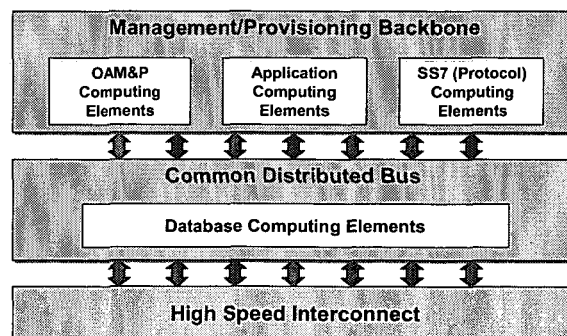 Management/Provisioning Backbone
OAM&P
Computing
Elements
Application
Computing
Elements
SS7 (Protocol)
Computing
Elements
Common Distributed Bus
Database Computing Elements
High Speed Interconnect